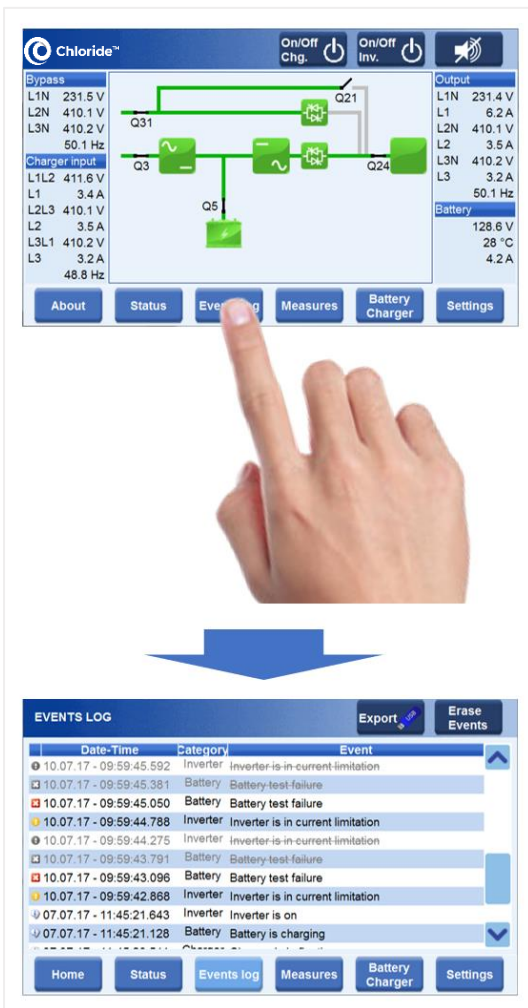 Chloride™
On/Off Chg.
On/Off Inv.
Bypass
L1N 231.5 V
L2N 410.1 V
L3N 410.2 V
50.1 Hz
Charger input
L1L2 411.6 V
L1 3.4 A
L2L3 410.1 V
L2 3.5 A
L3L1 410.2 V
L3 3.2 A
48.8 Hz
Q21
Q31
Q3
Q24
Q5
Output
L1N 231.4 V
L1 6.2 A
L2N 410.1 V
L2 3.5 A
L3N 410.2 V
L3 3.2 A
50.1 Hz
Battery
128.6 V
28 °C
4.2 A
About Status Measures Battery Charger Settings
EVENTS LOG
Export USB
Erase Events
Date-Time Category Event
10.07.17 - 09:59:45.592 Inverter Inverter is in current limitation
10.07.17 - 09:59:45.381 Battery Battery test failure
10.07.17 - 09:59:45.050 Battery Battery test failure
10.07.17 - 09:59:44.788 Inverter Inverter is in current limitation
10.07.17 - 09:59:44.275 Inverter Inverter is in current limitation
10.07.17 - 09:59:43.791 Battery Battery test failure
10.07.17 - 09:59:43.096 Battery Battery test failure
10.07.17 - 09:59:42.868 Inverter Inverter is in current limitation
07.07.17 - 11:45:21.643 Inverter Inverter is on
07.07.17 - 11:45:21.128 Battery Battery is charging
Home Status Events log Measures Battery Charger Settings